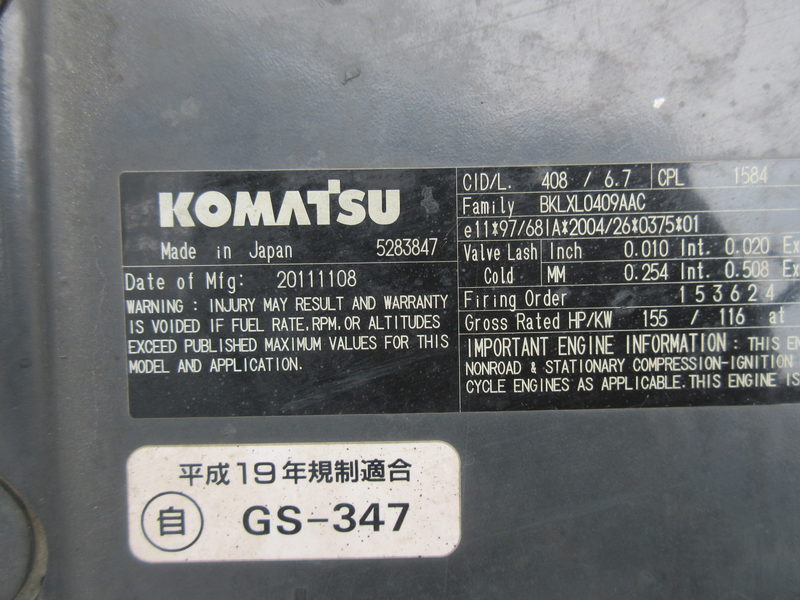 KOMATSU
Made in Japan 5283847
Date of Mfg: 20111108
WARNING : INJURY MAY RESULT AND WARRANTY
IS VOIDED IF FUEL RATE,RPM,OR ALTITUDES
EXCEED PUBLISHED MAXIMUM VALUES FOR THIS
MODEL AND APPLICATION.
CID/L. 408 / 6.7 CPL 1584
Family BKLXL0409AAC
e11*97/68IA*2004/26*0375*01
Valve Lash Inch 0.010 Int. 0.020 Ex
Cold MM 0.254 Int. 0.508 Ex
Firing Order 153624
Gross Rated HP/KW 155 / 116 at
IMPORTANT ENGINE INFORMATION : THIS EN
NONROAD & STATIONARY COMPRESSION-IGNITION
CYCLE ENGINES AS APPLICABLE.THIS ENGINE IS
平成19年規制適合
自 GS-347